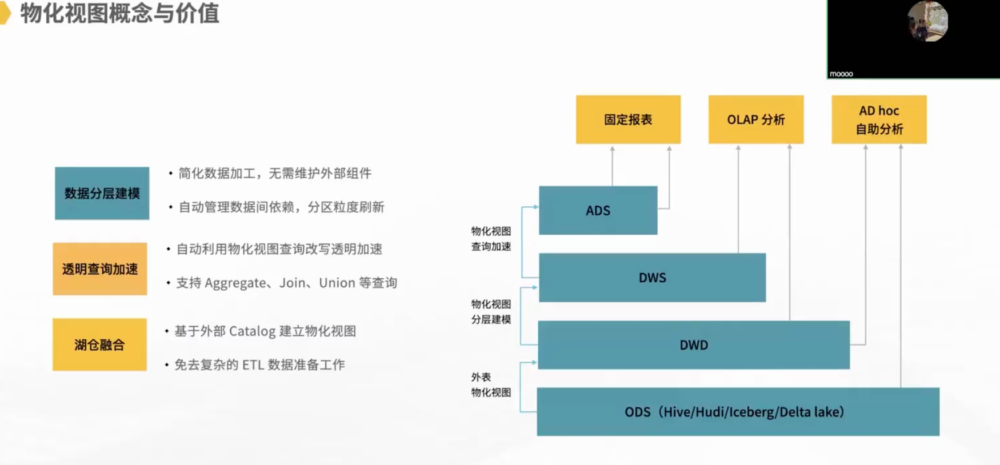 物化视图概念与价值
moooo
数据分层建模
• 简化数据加工，无需维护外部组件
• 自动管理数据间依赖，分区粒度刷新
透明查询加速
• 自动利用物化视图查询改写透明加速
• 支持 Aggregate、Join、Union 等查询
湖仓融合
• 基于外部 Catalog 建立物化视图
• 免去复杂的 ETL 数据准备工作
固定报表
OLAP 分析
AD hoc
自助分析
ADS
物化视图
查询加速
DWS
物化视图
分层建模
DWD
外表
物化视图
ODS（Hive/Hudi/Iceberg/Delta lake）